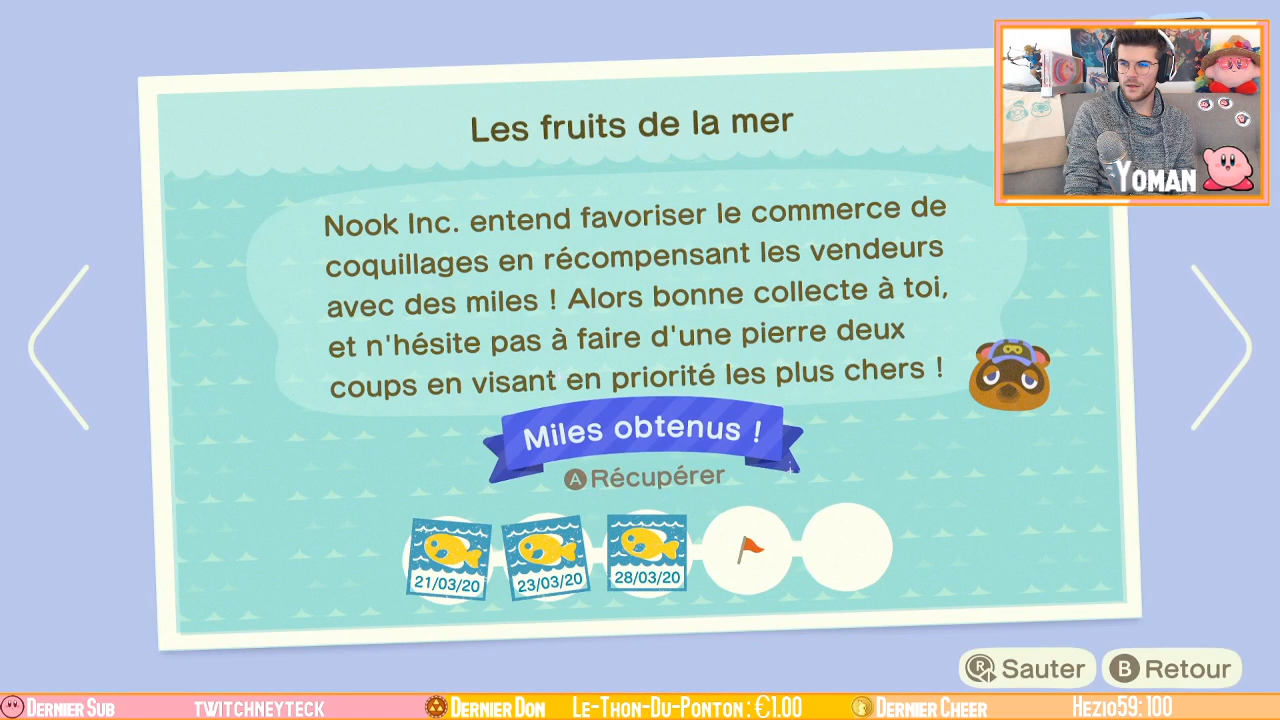 Les fruits de la mer
Nook Inc. entend favoriser le commerce de
coquillages en récompensant les vendeurs
avec des miles ! Alors bonne collecte à toi,
et n'hésite pas à faire d'une pierre deux
coups en visant en priorité les plus chers !
Miles obtenus !
A Récupérer
21/03/20
23/03/20
28/03/20
Yoman
R Sauter
B Retour
Dernier Sub twitchneyteck Dernier Don Le-Thon-Du-Ponton : €1.00 Dernier Cheer Hezio59: 100